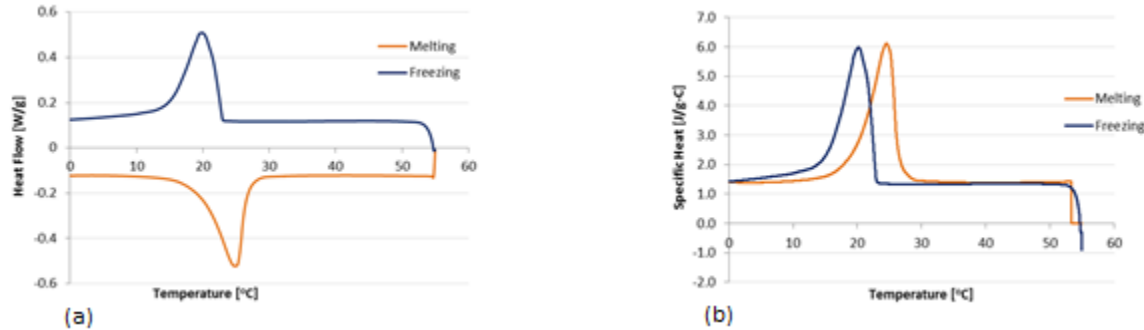 0.6
0.4
0.2
0
-0.2
-0.4
-0.6
0 10 20 30 40 50 60
Heat Flow [W/g]
Temperature [°C]
Melting
Freezing
(a)
7.0
6.0
5.0
4.0
3.0
2.0
1.0
0.0
-1.0
-2.0
0 10 20 30 40 50 60
Specific Heat [J/g-C]
Temperature [°C]
Melting
Freezing
(b)